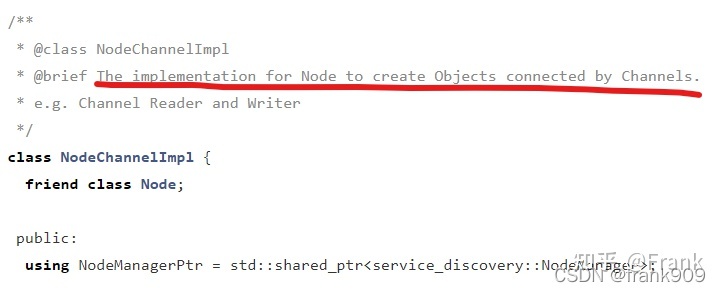 /**
* @class NodeChannelImpl
* @brief The implementation for Node to create Objects connected by Channels.
* e.g. Channel Reader and Writer
*/
class NodeChannelImpl {
friend class Node;
public:
using NodeManagerPtr = std::shared_ptr<service_discovery::NodeManager>;
知乎 @Frank
CSDN @frank909